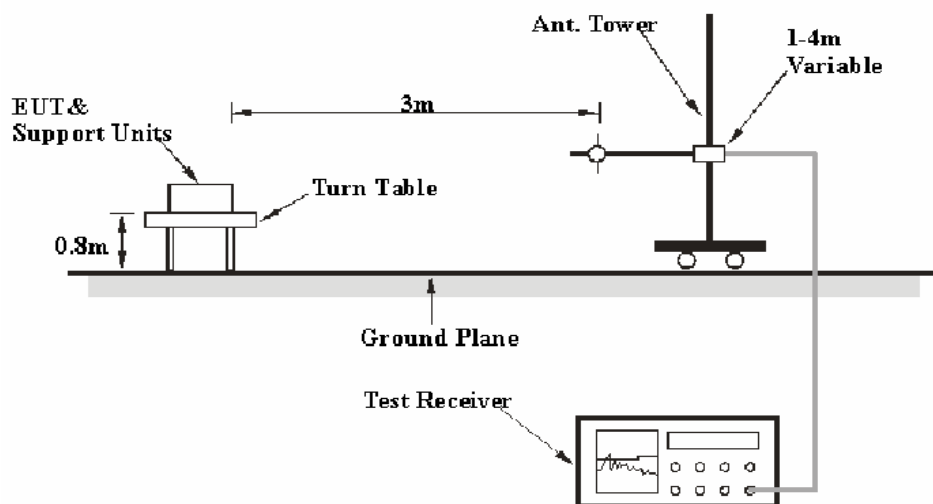 Ant. Tower
1-4m
Variable
EUT&
Support Units
3m
Turn Table
0.8m
Ground Plane
Test Receiver